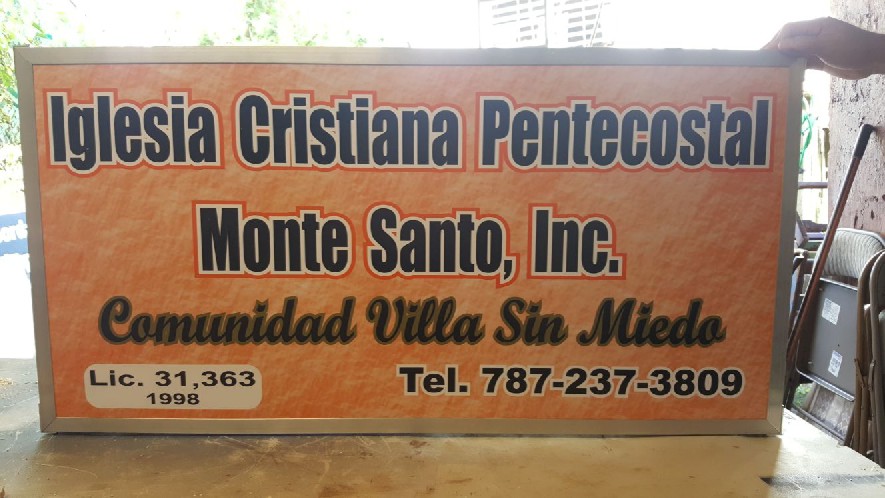 Iglesia Cristiana Pentecostal
Monte Santo, Inc.
Comunidad Villa Sin Miedo
Lic. 31,363
1998
Tel. 787-237-3809